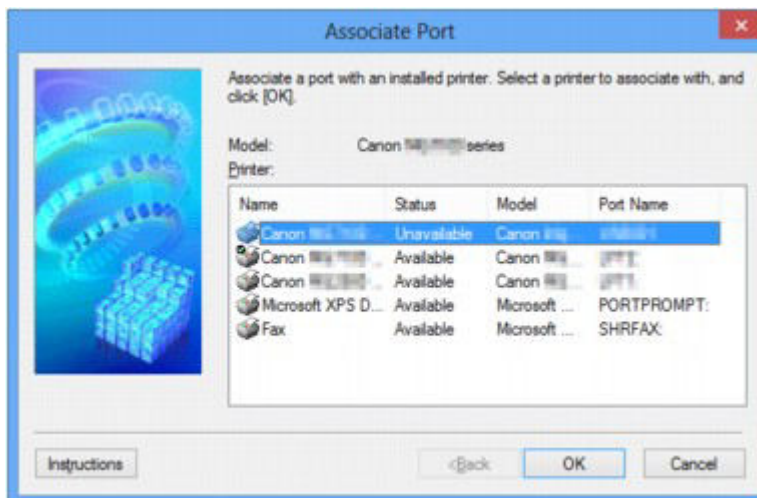 Associate Port
Associate a port with an installed printer. Select a printer to associate with, and
click [OK].
Model: Canon series
Printer:
Name Status Model Port Name
Canon ... Unavailable Canon
Canon ... Available Canon ...
Canon ... Available Canon ...
Microsoft XPS D... Available Microsoft ... PORTPROMPT:
Fax Available Microsoft ... SHRFAX:
Instructions <Back OK Cancel